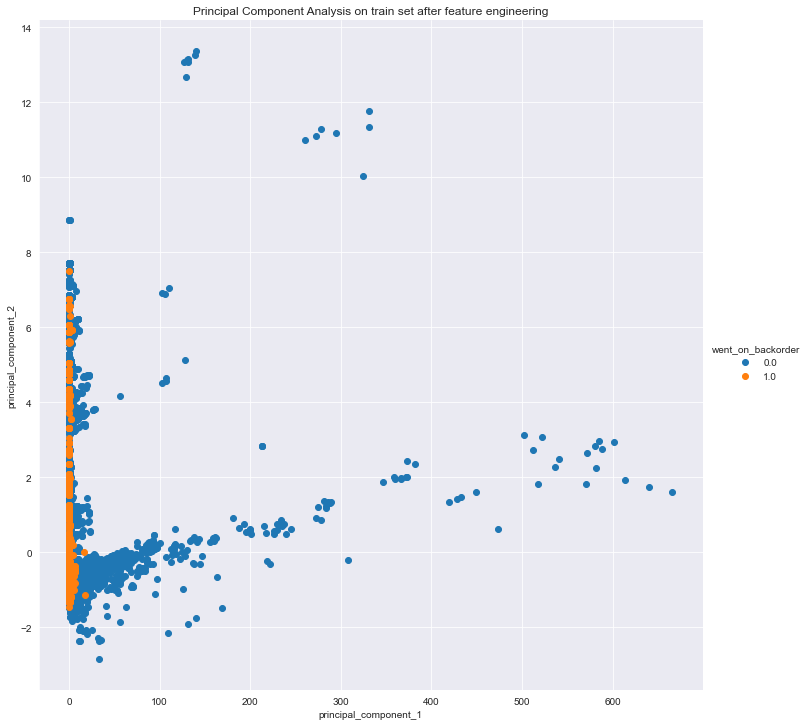 Principal Component Analysis on train set after feature engineering
14
12
10
8
6
4
2
0
−2
principal_component_2
0 100 200 300 400 500 600
principal_component_1
went_on_backorder
0.0
1.0